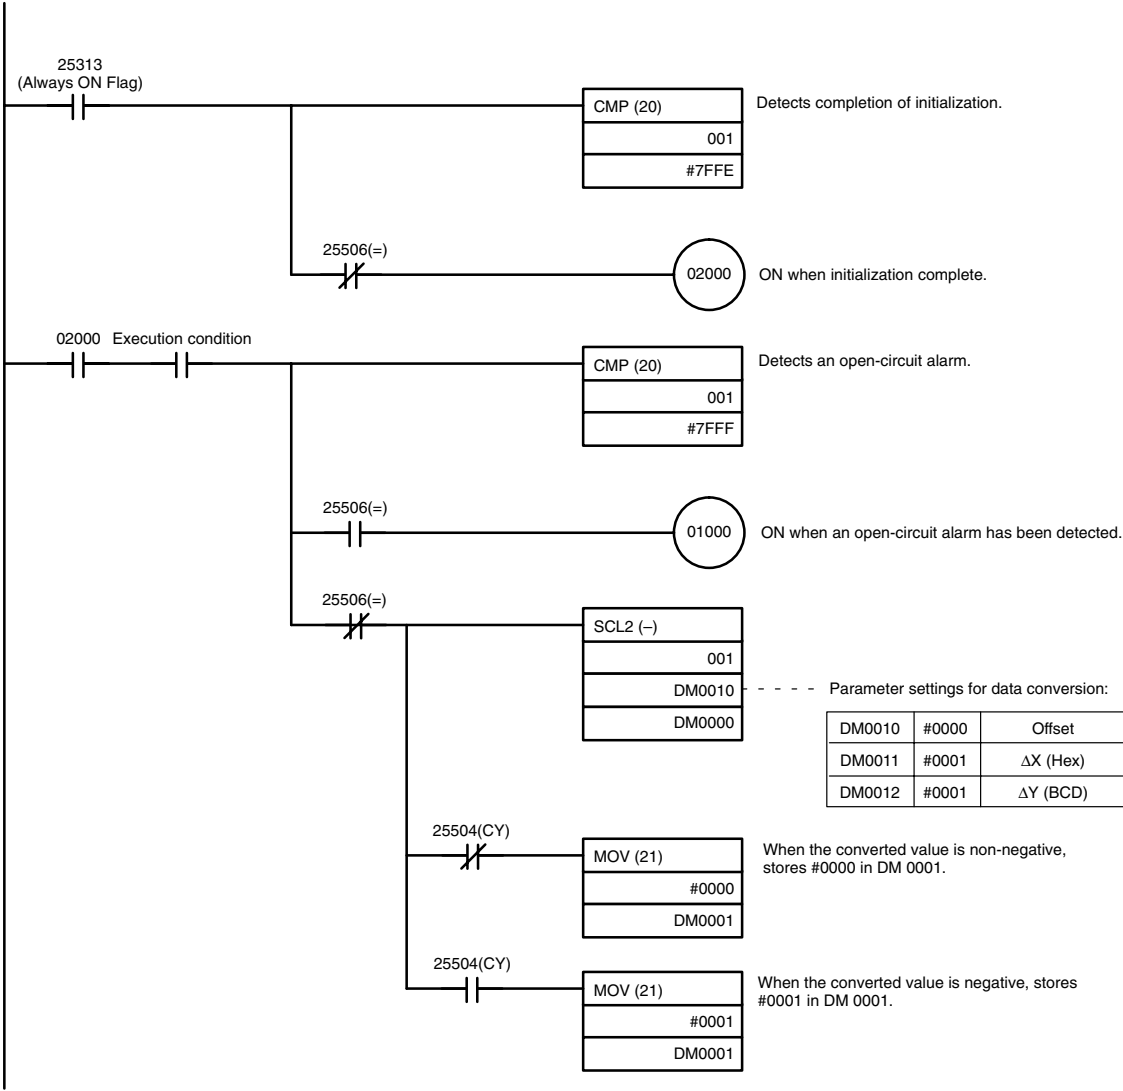 25313
(Always ON Flag)
CMP (20)
Detects completion of initialization.
001
#7FFE
25506(=)
02000
ON when initialization complete.
02000 Execution condition
CMP (20)
Detects an open-circuit alarm.
001
#7FFF
25506(=)
01000
ON when an open-circuit alarm has been detected.
25506(=)
SCL2 (–)
001
DM0010
Parameter settings for data conversion:
DM0000
DM0010 #0000 Offset
DM0011 #0001 ΔX (Hex)
DM0012 #0001 ΔY (BCD)
25504(CY)
MOV (21)
When the converted value is non-negative,
stores #0000 in DM 0001.
#0000
DM0001
25504(CY)
MOV (21)
When the converted value is negative, stores
#0001 in DM 0001.
#0001
DM0001